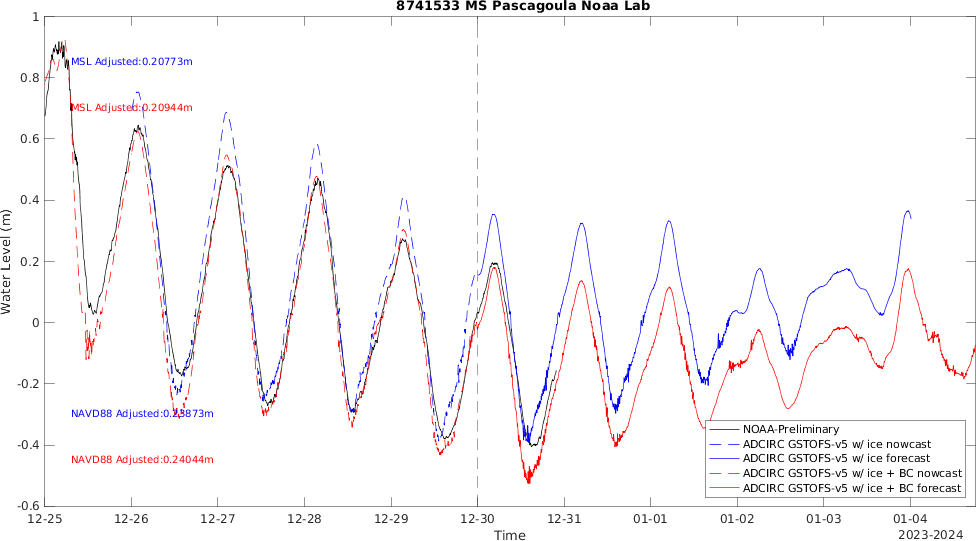 8741533 MS Pascagoula Noaa Lab
1
0.8
0.6
0.4
0.2
0
-0.2
-0.4
-0.6
Water Level (m)
MSL Adjusted:0.20773m
MSL Adjusted:0.20944m
NAVD88 Adjusted:0.23873m
NAVD88 Adjusted:0.24044m
NOAA-Preliminary
ADCIRC GSTOFS-v5 w/ ice nowcast
ADCIRC GSTOFS-v5 w/ ice forecast
ADCIRC GSTOFS-v5 w/ ice + BC nowcast
ADCIRC GSTOFS-v5 w/ ice + BC forecast
12-25 12-26 12-27 12-28 12-29 12-30 12-31 01-01 01-02 01-03 01-04
Time
2023-2024